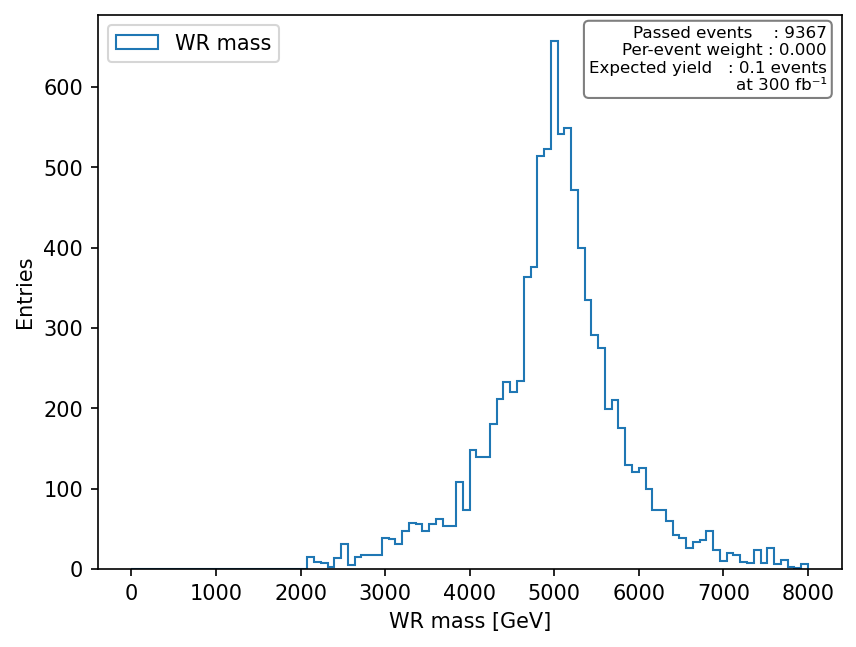 WR mass
Passed events : 9367
Per-event weight : 0.000
Expected yield : 0.1 events
at 300 fb⁻¹
600
500
400
300
200
100
0
Entries
0 1000 2000 3000 4000 5000 6000 7000 8000
WR mass [GeV]